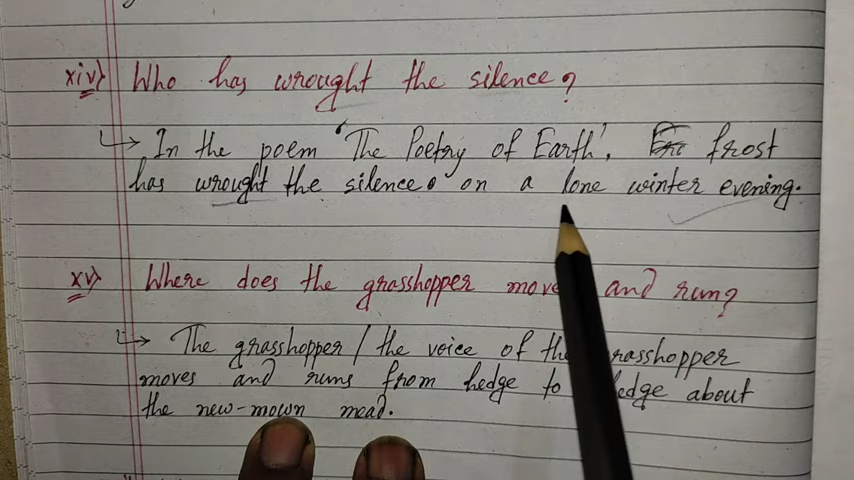 xiv) Who has wrought the silence?
↳ In the poem 'The Poetry of Earth', frost
has wrought the silence. on a lone winter evening.
xv) Where does the grasshopper move and run?
↳ The grasshopper / the voice of the grasshopper
moves and runs from hedge to hedge about
the new-mown mead.